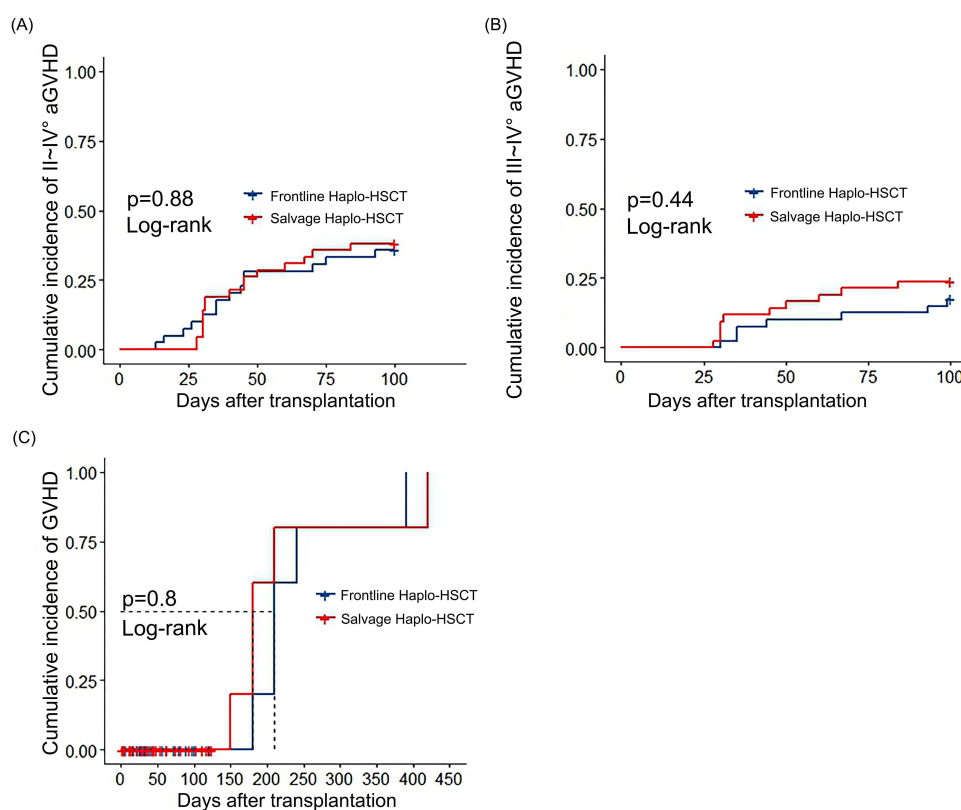 (A)
Cumulative incidence of II~IV° aGVHD
1.00
0.75
0.50
0.25
0.00
p=0.88
Log-rank
Frontline Haplo-HSCT
Salvage Haplo-HSCT
0 25 50 75 100
Days after transplantation
(B)
Cumulative incidence of III~IV° aGVHD
1.00
0.75
0.50
0.25
0.00
p=0.44
Log-rank
Frontline Haplo-HSCT
Salvage Haplo-HSCT
0 25 50 75 100
Days after transplantation
(C)
Cumulative incidence of GVHD
1.00
0.75
0.50
0.25
0.00
p=0.8
Log-rank
Frontline Haplo-HSCT
Salvage Haplo-HSCT
0 50 100 150 200 250 300 350 400 450
Days after transplantation